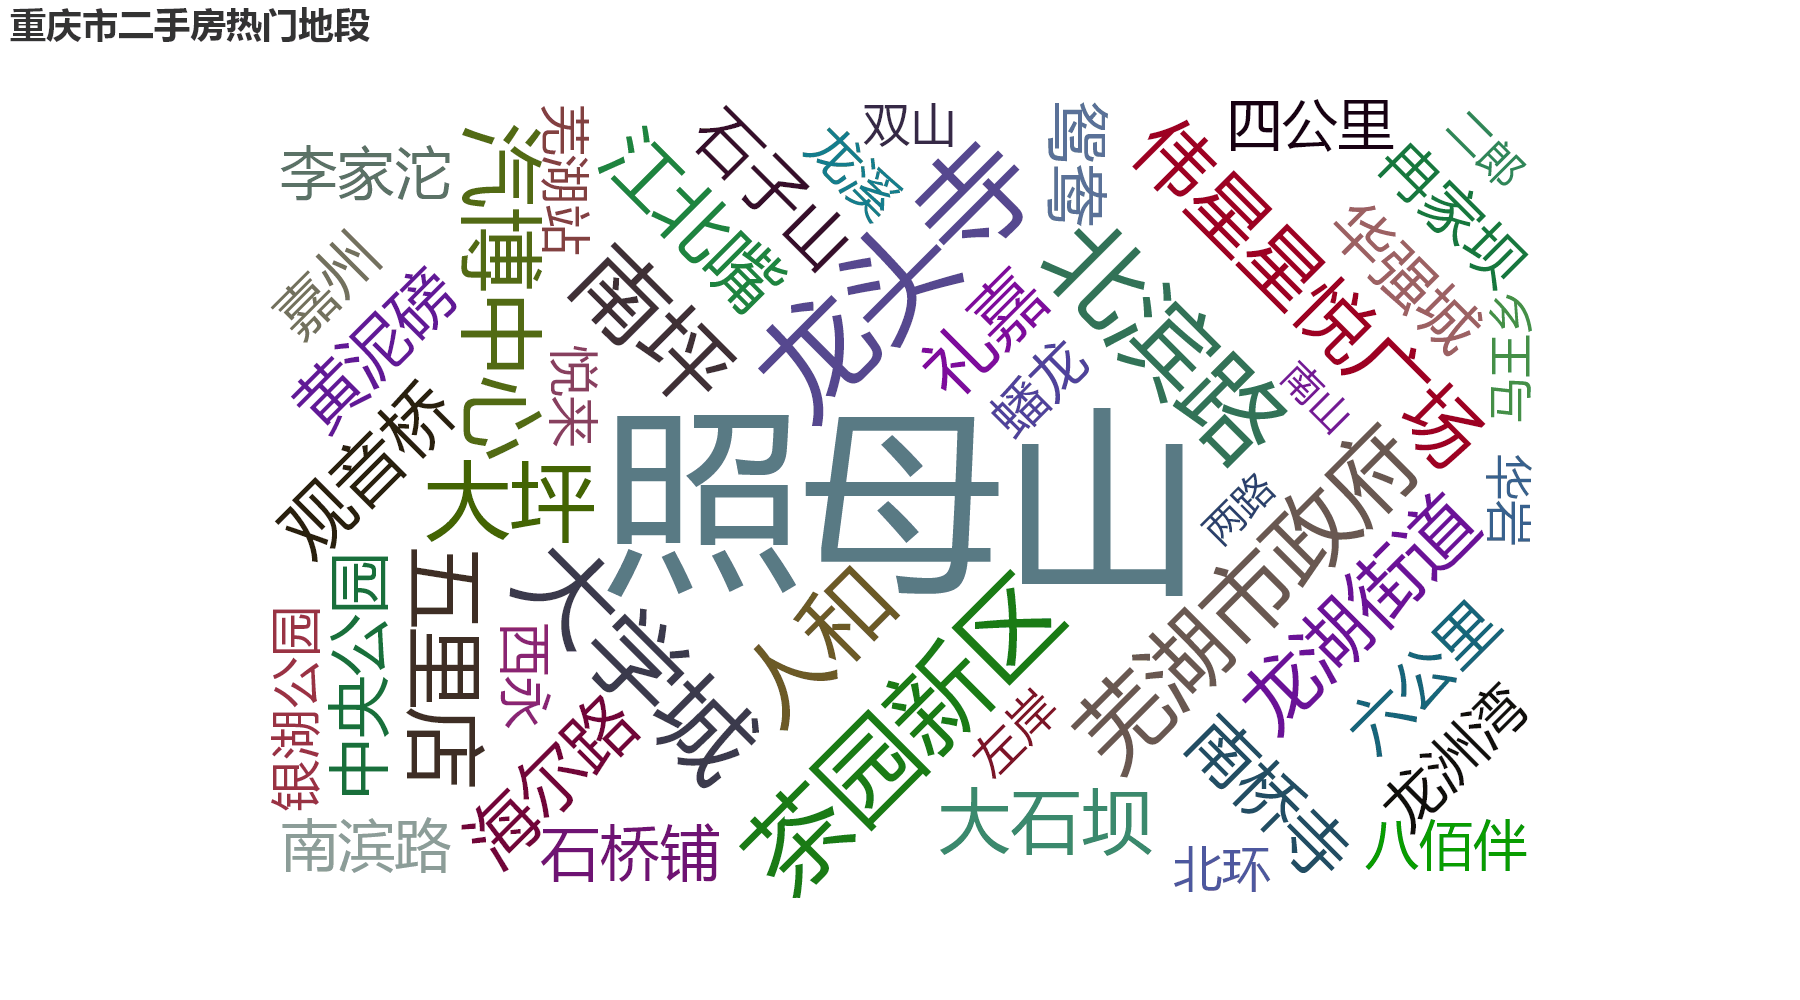 重庆市二手房热门地段
双山
四公里
二郎
芜湖站
汽博中心
江北嘴
石子山
龙溪
龙头寺
鸳鸯
伟星星悦广场
冉家坝
李家沱
华强城
嘉州
黄泥磅
南坪
礼嘉
北滨路
马王乡
悦来
蟠龙
南山
观音桥
大坪
照母山
两路
华岩
芜湖市政府
龙湖街道
五里店
中央公园
银湖公园
大学城
西永
人和
茶园新区
六公里
海尔路
左岸
南桥寺
龙洲湾
南滨路
石桥铺
大石坝
北环
八佰伴